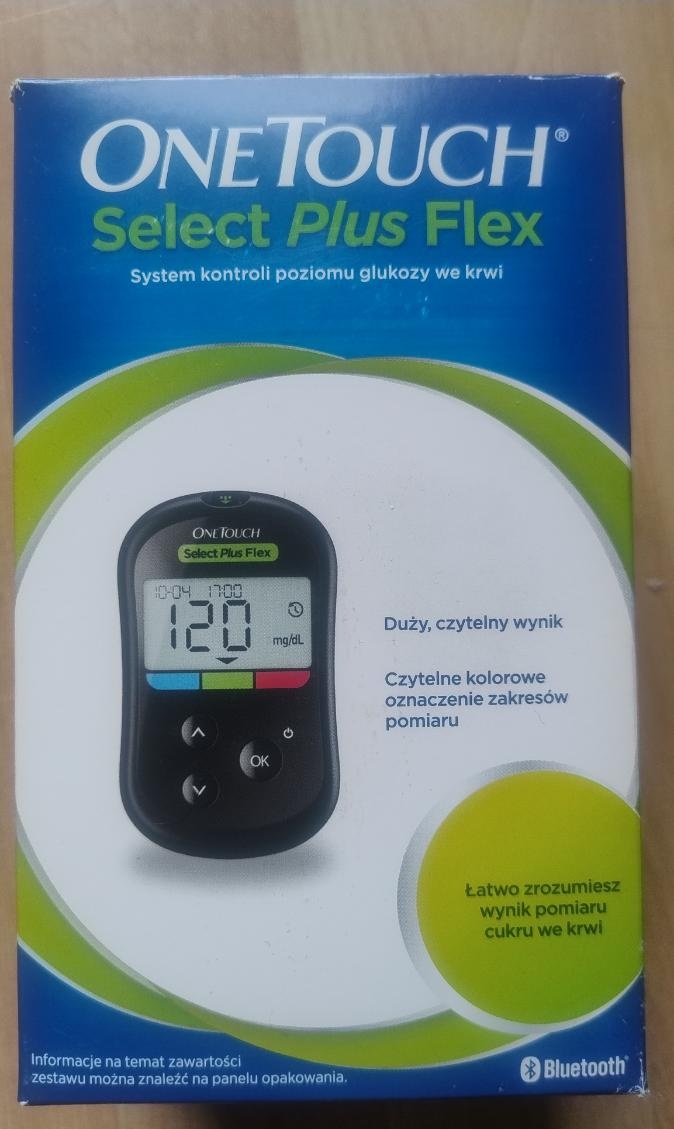 ONETOUCH®
Select Plus Flex
System kontroli poziomu glukozy we krwi
ONETOUCH
Select Plus Flex
10-04 17:00
120
mg/dL
OK
Duży, czytelny wynik
Czytelne kolorowe
oznaczenie zakresów
pomiaru
Łatwo zrozumiesz
wynik pomiaru
cukru we krwi
Informacje na temat zawartości
zestawu można znaleźć na panelu opakowania.
Bluetooth®